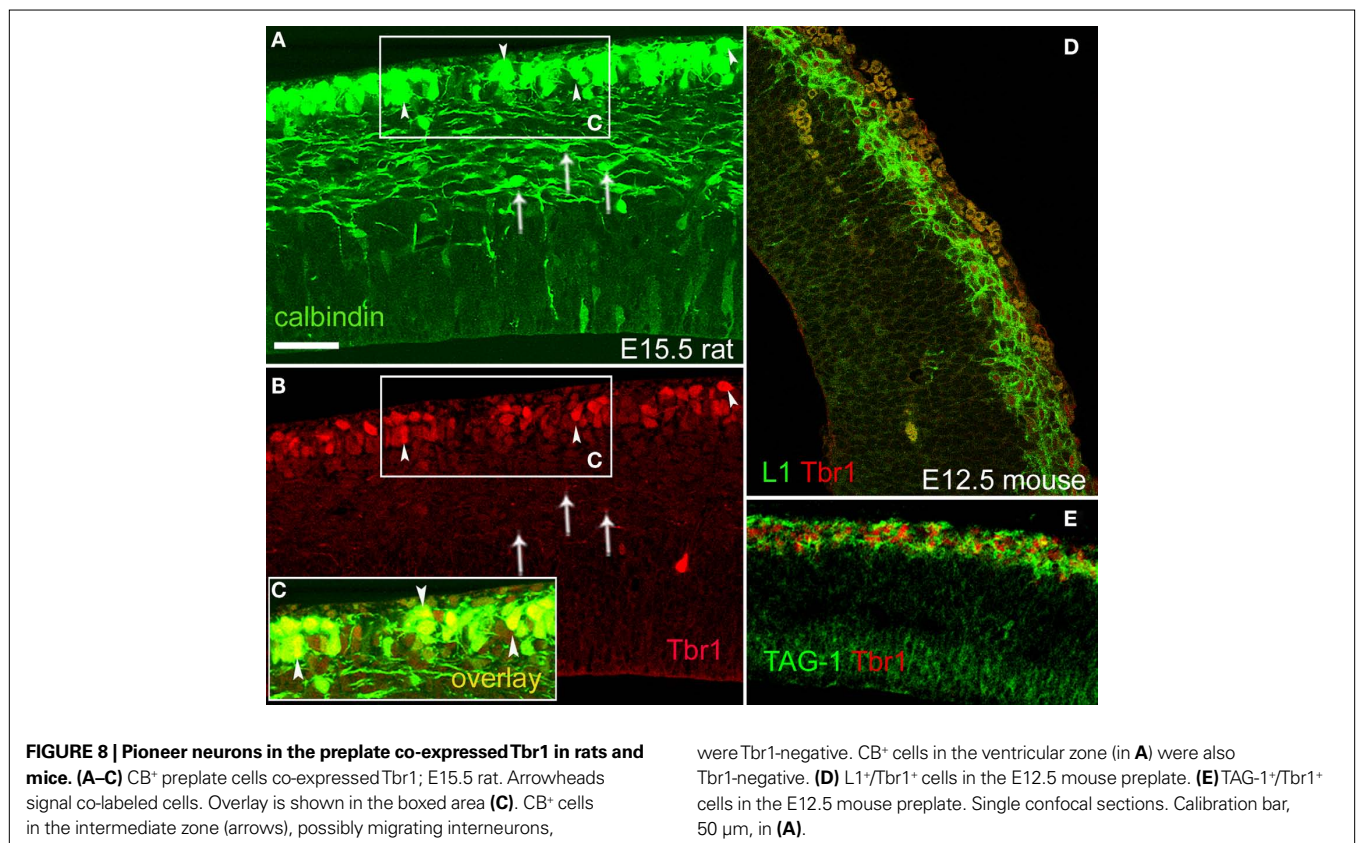 A
C
calbindin
E15.5 rat
B
C
Tbr1
C
overlay
D
L1 Tbr1
E12.5 mouse
E
TAG-1 Tbr1
FIGURE 8 | Pioneer neurons in the preplate co-expressed Tbr1 in rats and
mice. (A–C) CB⁺ preplate cells co-expressed Tbr1; E15.5 rat. Arrowheads
signal co-labeled cells. Overlay is shown in the boxed area (C). CB⁺ cells
in the intermediate zone (arrows), possibly migrating interneurons,
were Tbr1-negative. CB⁺ cells in the ventricular zone (in A) were also
Tbr1-negative. (D) L1⁺/Tbr1⁺ cells in the E12.5 mouse preplate. (E) TAG-1⁺/Tbr1⁺
cells in the E12.5 mouse preplate. Single confocal sections. Calibration bar,
50 μm, in (A).